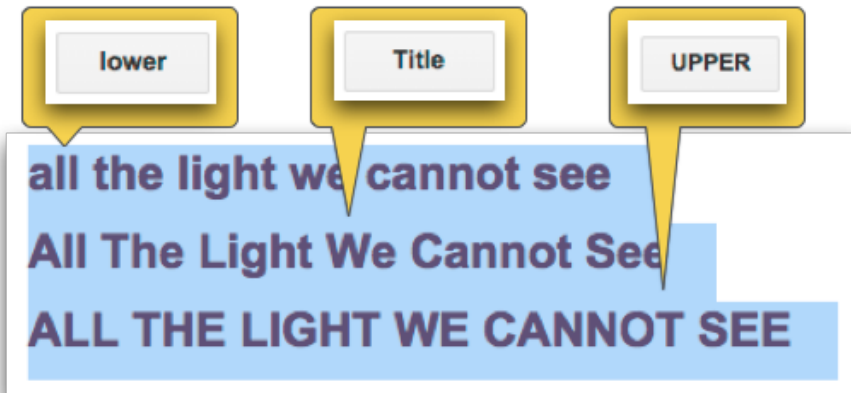 lower
Title
UPPER
all the light we cannot see
All The Light We Cannot See
ALL THE LIGHT WE CANNOT SEE